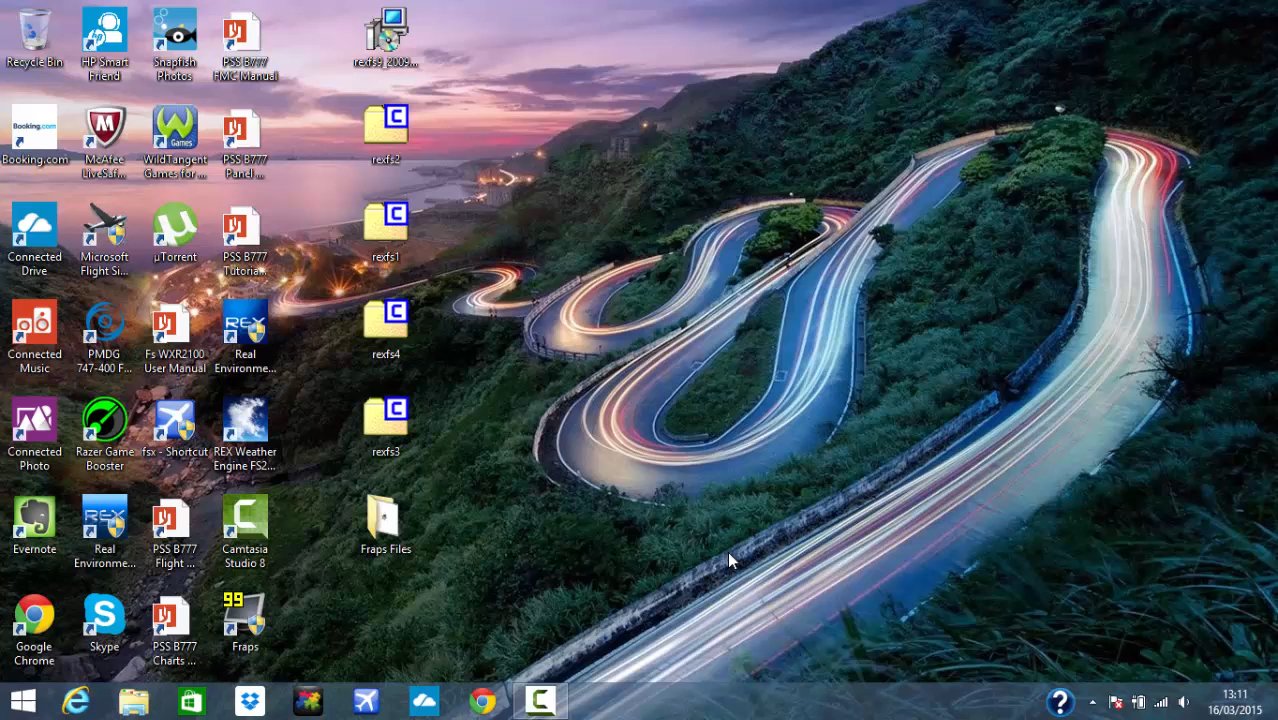 Recycle Bin
HP Smart
Friend
Snapfish
Photos
PSS B777
FMC Manual
rexfs9_2009...
Booking.com
Booking.com
McAfee
LiveSaf...
Games
WildTangent
Games for ...
PSS B777
Panel ...
C
rexfs2
Connected
Drive
Microsoft
Flight Si...
µTorrent
PSS B777
Tutoria...
C
rexfs1
Connected
Music
PMDG
747-400 F...
Fs WXR2100
User Manual
REX
Real
Environme...
C
rexfs4
Connected
Photo
Razer Game
Booster
fsx - Shortcut
REX Weather
Engine FS2...
C
rexfs3
Evernote
REX
Real
Environme...
PSS B777
Flight ...
Camtasia
Studio 8
Fraps Files
Google
Chrome
Skype
PSS B777
Charts ...
99
Fraps
13:11
16/03/2015